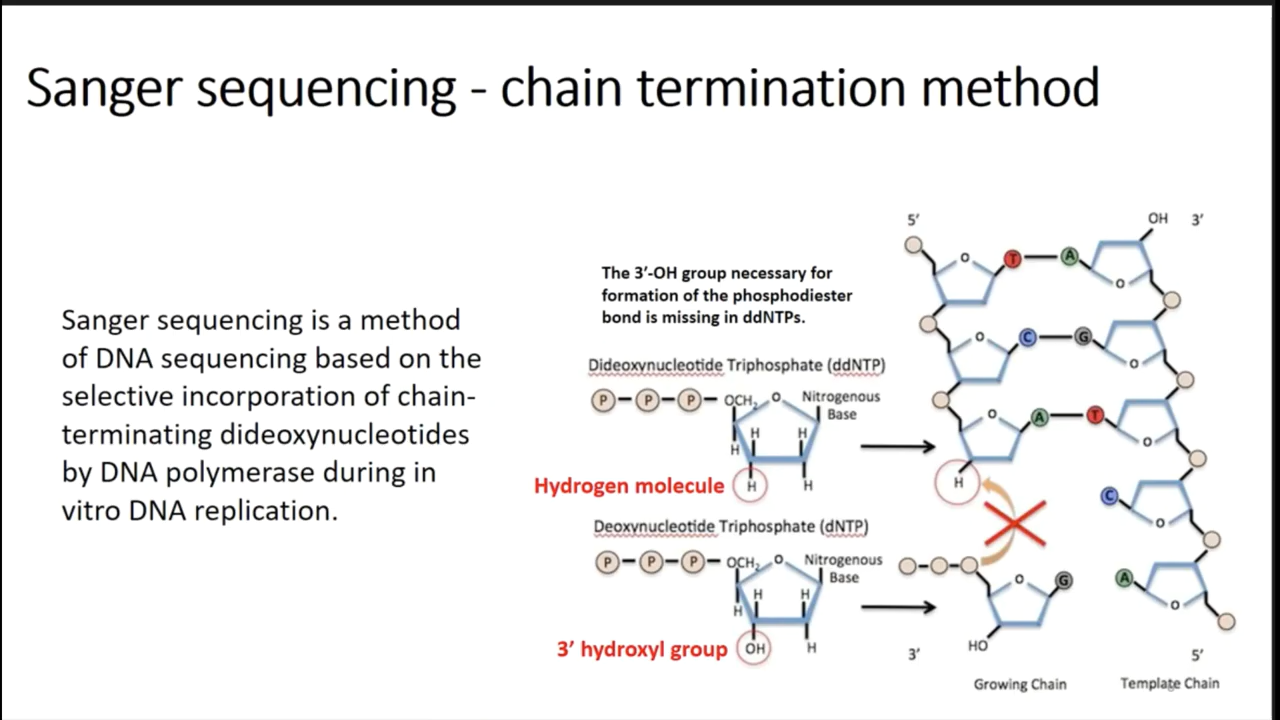 Sanger sequencing - chain termination method
Sanger sequencing is a method
of DNA sequencing based on the
selective incorporation of chain-
terminating dideoxynucleotides
by DNA polymerase during in
vitro DNA replication.
The 3'-OH group necessary for
formation of the phosphodiester
bond is missing in ddNTPs.
Dideoxynucleotide Triphosphate (ddNTP)
P P P OCH2 O Nitrogenous
Base
H H
H
H H
Hydrogen molecule
Deoxynucleotide Triphosphate (dNTP)
P P P OCH2 O Nitrogenous
Base
H H
H
OH H
3' hydroxyl group
5' OH 3'
O T A O
O C G O
O A T O
H
C O
O G A O
HO
3' 5'
Growing Chain Template Chain